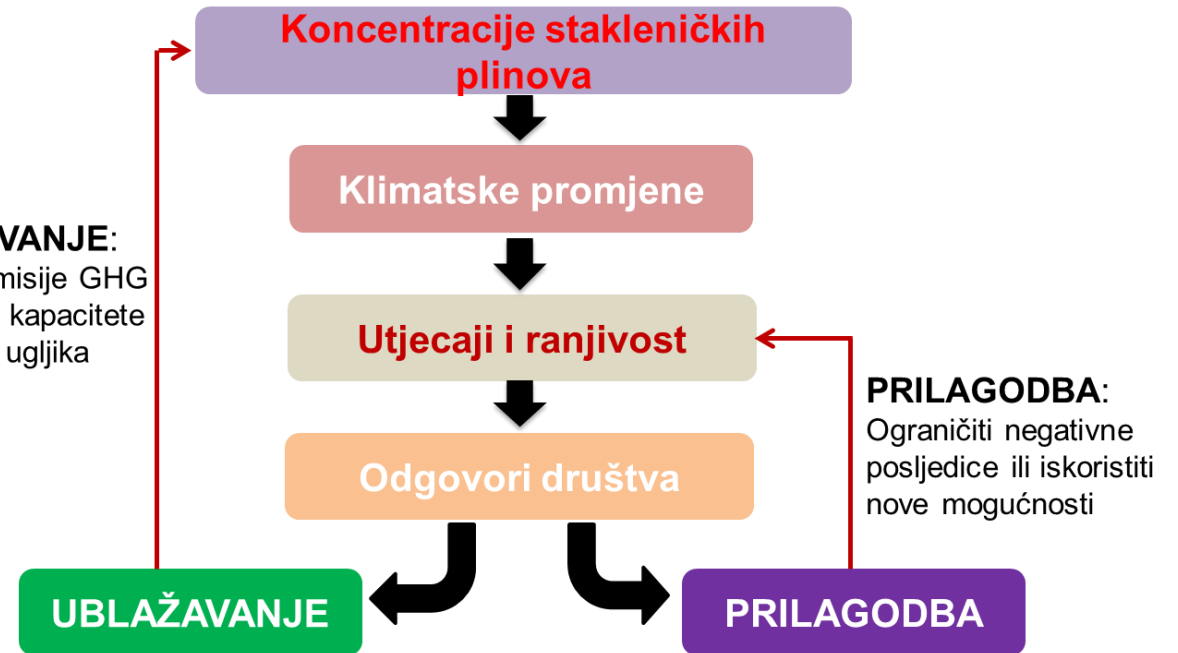 Koncentracije stakleničkih
plinova
Klimatske promjene
VANJE:
misije GHG
kapacitete
ugljika
Utjecaji i ranjivost
PRILAGODBA:
Ograničiti negativne
posljedice ili iskoristiti
nove mogućnosti
Odgovori društva
UBLAŽAVANJE
PRILAGODBA